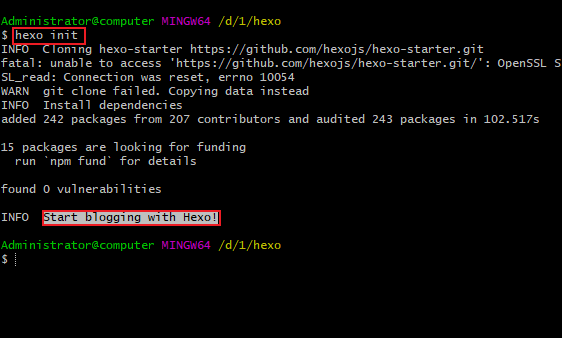 Administrator@computer MINGW64 /d/1/hexo
$ hexo init
INFO  Cloning hexo-starter https://github.com/hexojs/hexo-starter.git
fatal: unable to access 'https://github.com/hexojs/hexo-starter.git/': OpenSSL S
SL_read: Connection was reset, errno 10054
WARN  git clone failed. Copying data instead
INFO  Install dependencies
added 242 packages from 207 contributors and audited 243 packages in 102.517s
15 packages are looking for funding
  run `npm fund` for details
found 0 vulnerabilities
INFO  Start blogging with Hexo!
Administrator@computer MINGW64 /d/1/hexo
$